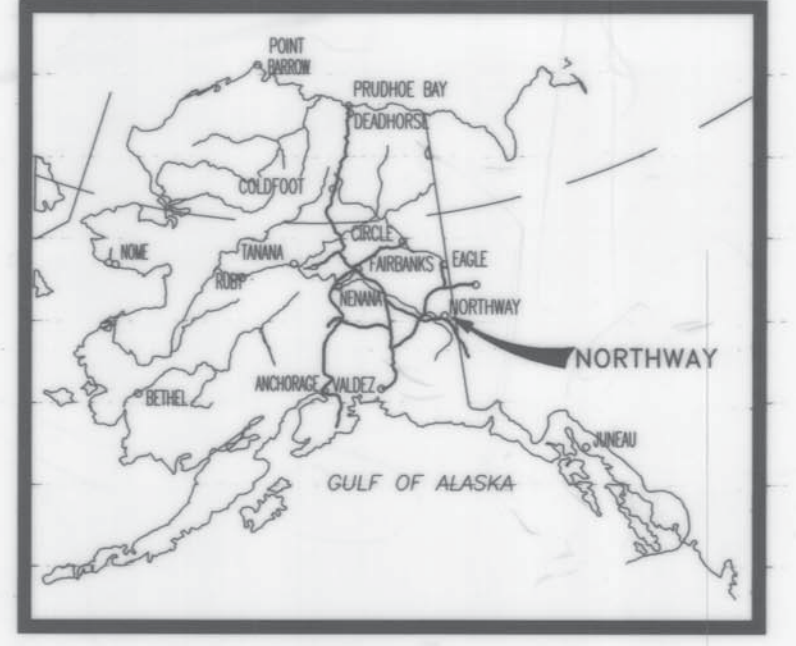 POINT
BARROW
PRUDHOE BAY
DEADHORSE
COLDFOOT
CIRCLE
NOME
TANANA
EAGLE
FAIRBANKS
RUBY
NENANA
NORTHWAY
NORTHWAY
ANCHORAGE
VALDEZ
BETHEL
JUNEAU
GULF OF ALASKA